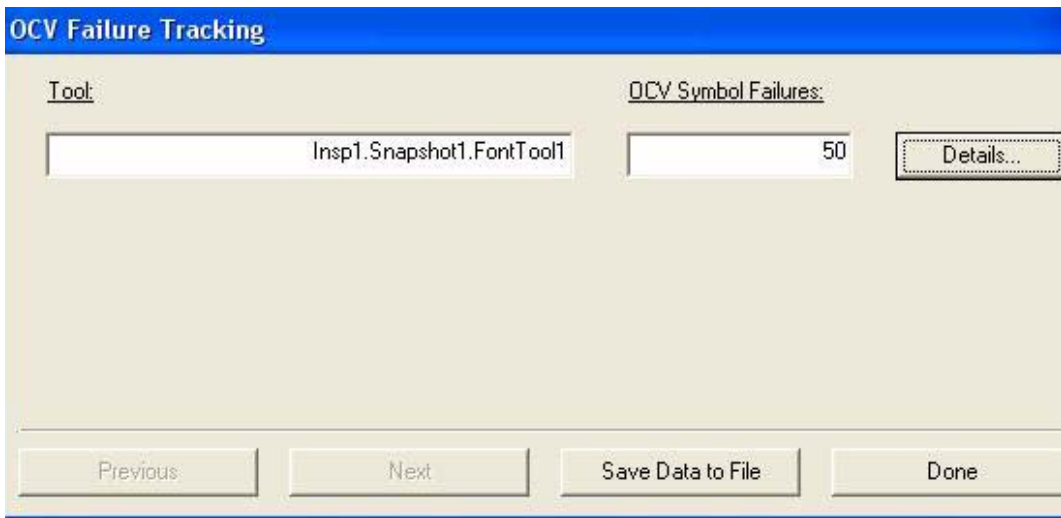 OCV Failure Tracking
Tool: OCV Symbol Failures:
Insp1.Snapshot1.FontTool1 50 Details...
Previous Next Save Data to File Done